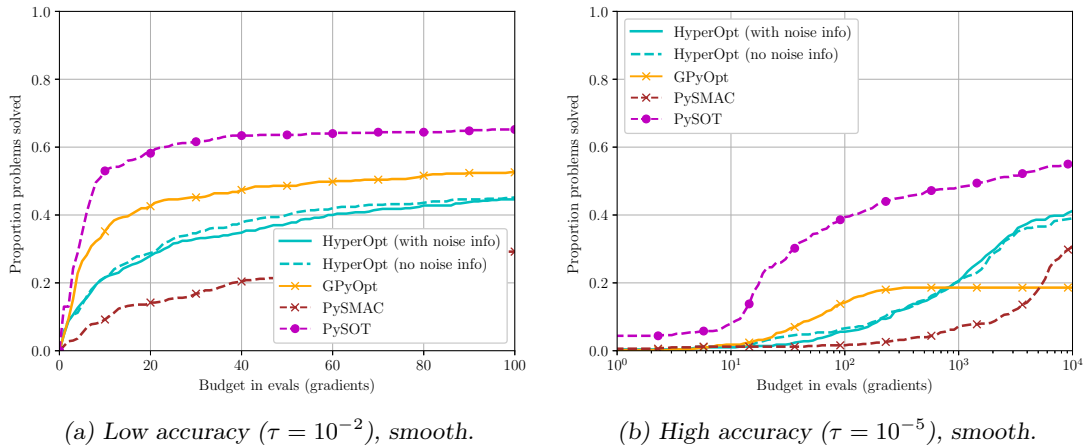 1.0
0.8
0.6
0.4
0.2
0.0
Proportion problems solved
0 20 40 60 80 100
Budget in evals (gradients)
HyperOpt (with noise info)
HyperOpt (no noise info)
GPyOpt
PySMAC
PySOT
(a) Low accuracy (τ = 10⁻²), smooth.
1.0
0.8
0.6
0.4
0.2
0.0
Proportion problems solved
10⁰ 10¹ 10² 10³ 10⁴
Budget in evals (gradients)
HyperOpt (with noise info)
HyperOpt (no noise info)
GPyOpt
PySMAC
PySOT
(b) High accuracy (τ = 10⁻⁵), smooth.